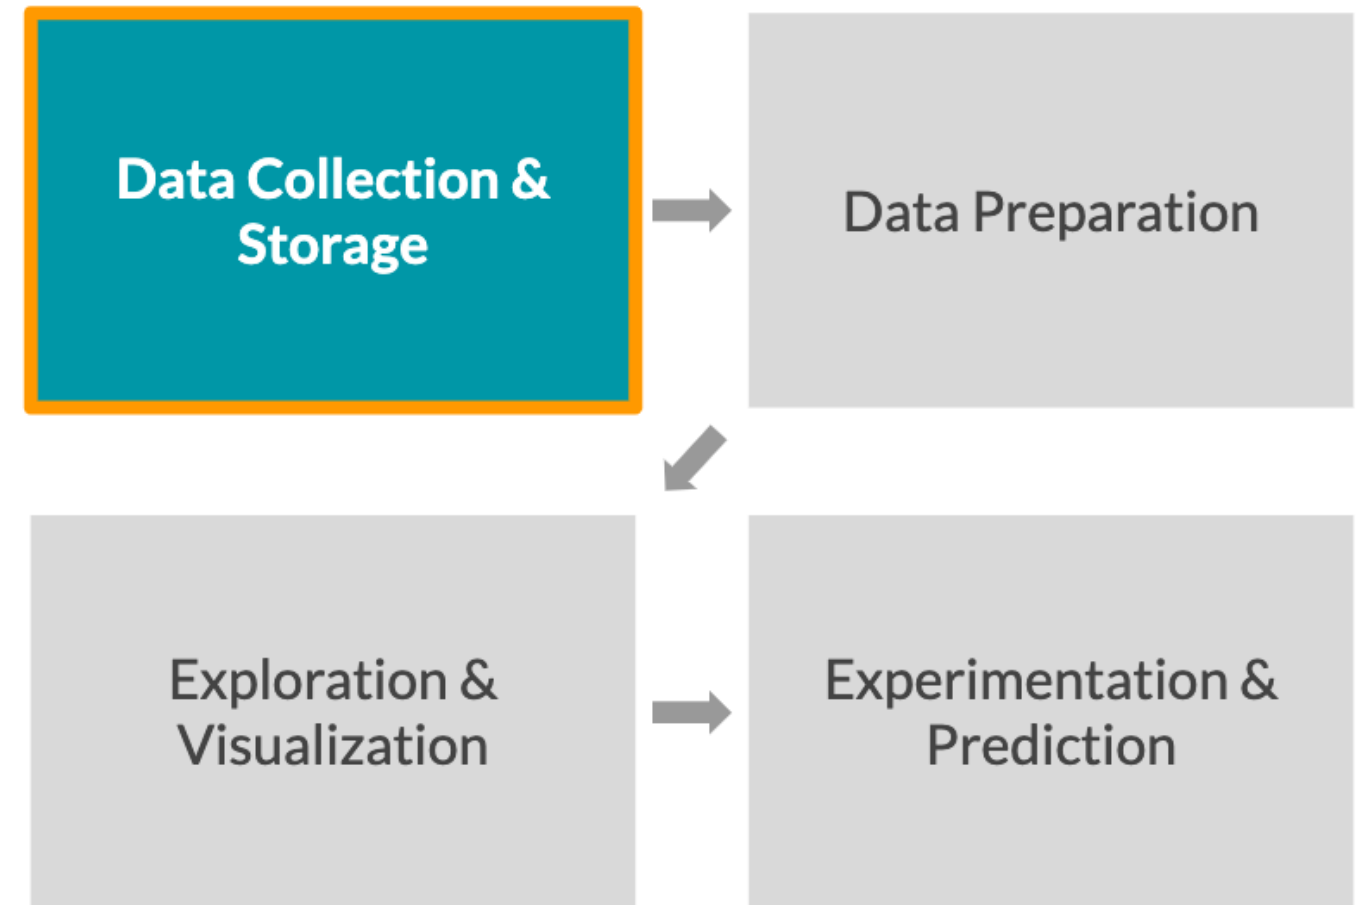 Data Collection &
Storage
Data Preparation
Exploration &
Visualization
Experimentation &
Prediction